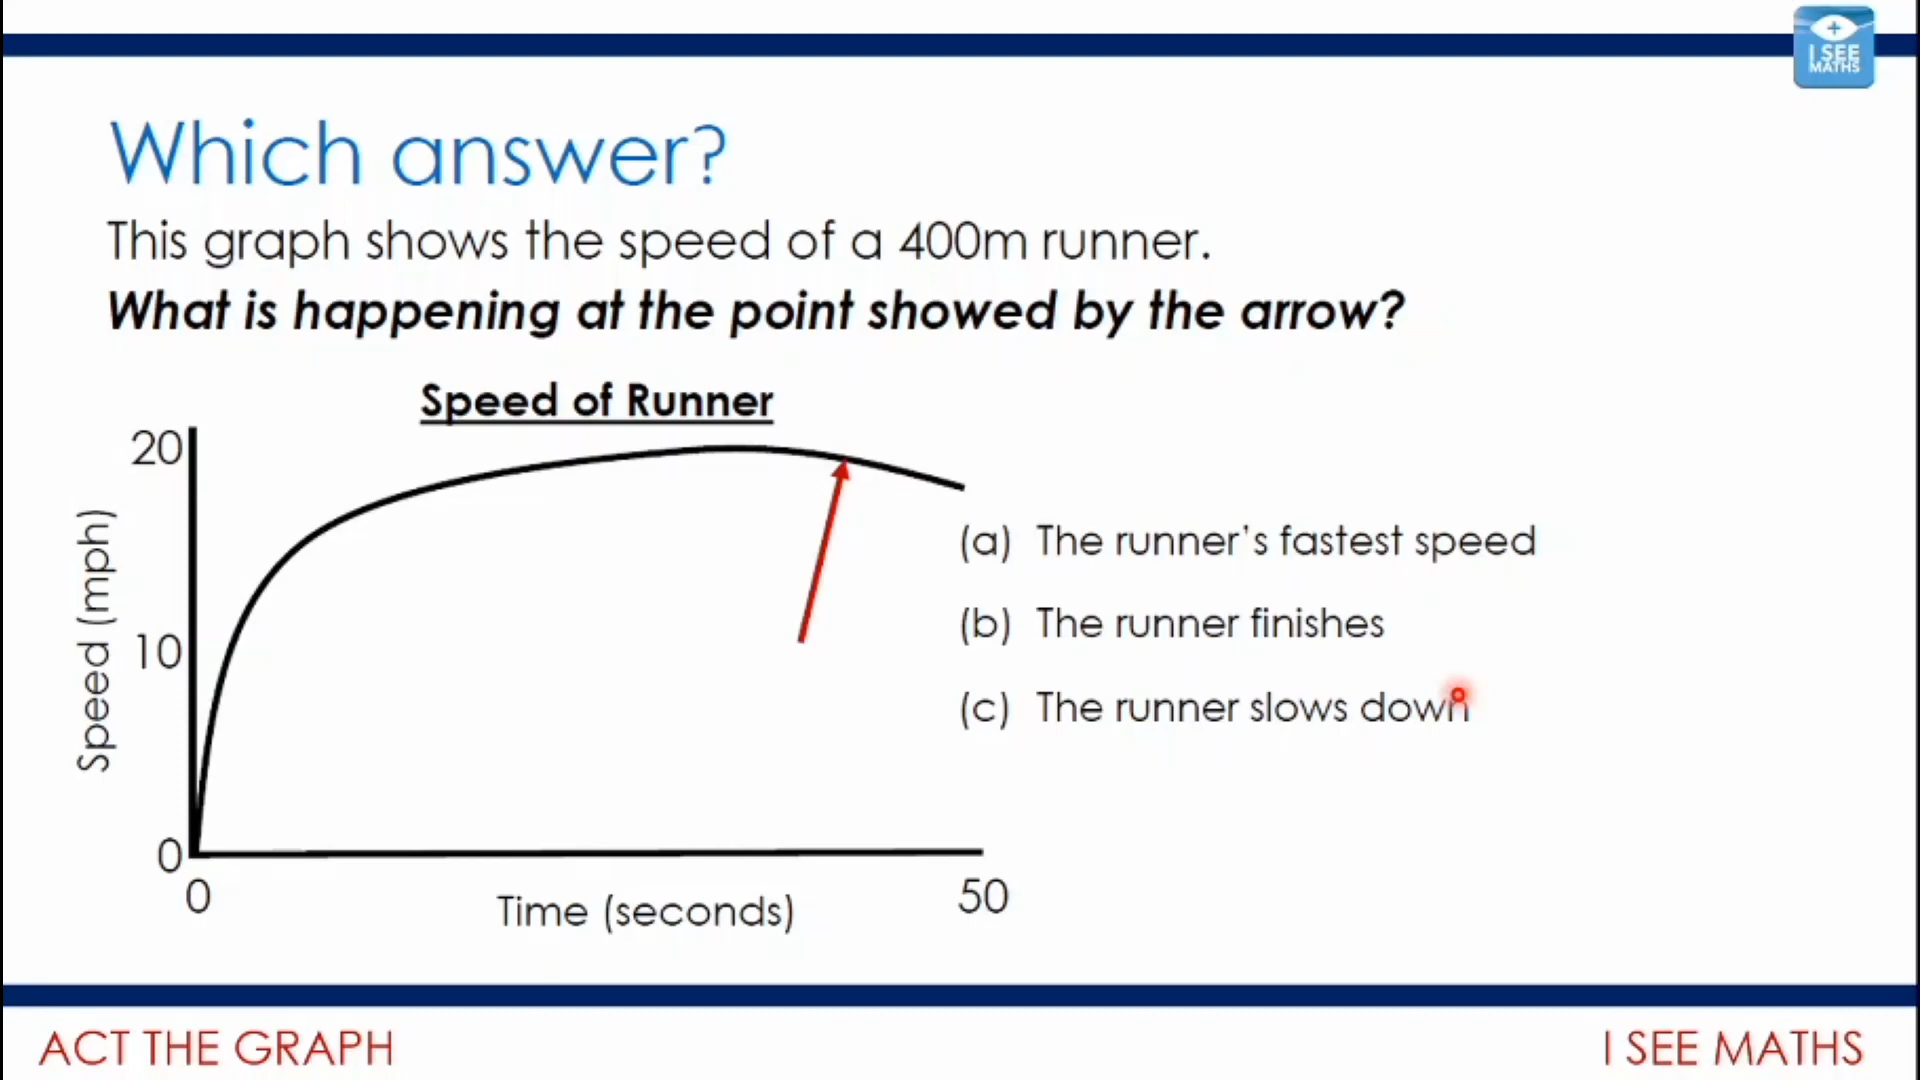 +
I SEE
MATHS
Which answer?
This graph shows the speed of a 400m runner.
What is happening at the point showed by the arrow?
Speed of Runner
20
10
0
Speed (mph)
0
Time (seconds)
50
(a) The runner's fastest speed
(b) The runner finishes
(c) The runner slows down
ACT THE GRAPH
I SEE MATHS